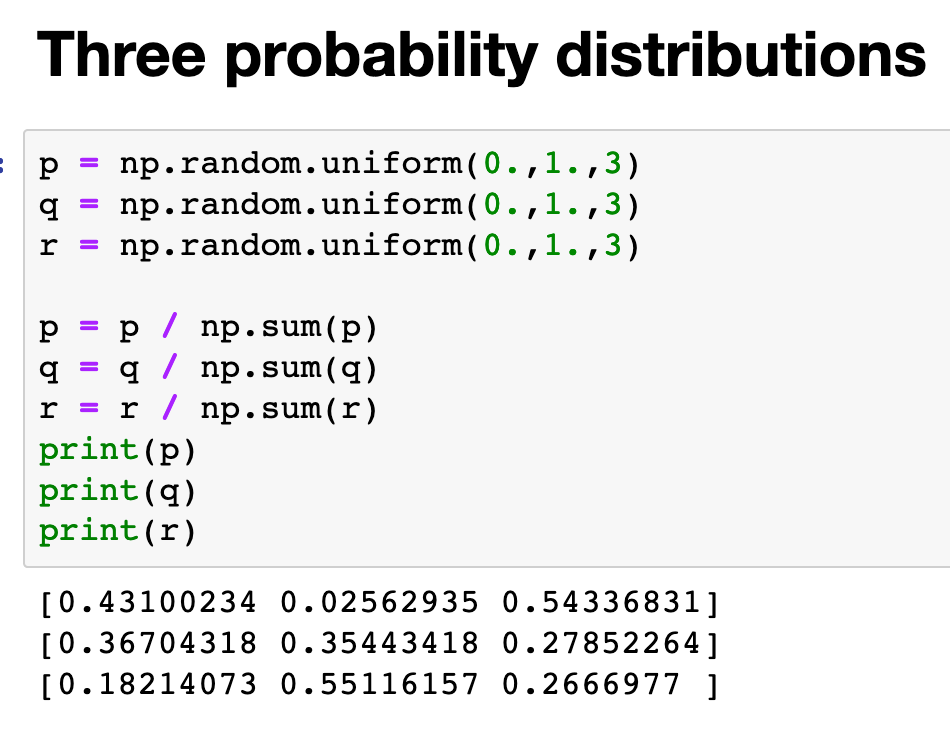 Three probability distributions
:
p = np.random.uniform(0.,1.,3)
q = np.random.uniform(0.,1.,3)
r = np.random.uniform(0.,1.,3)
p = p / np.sum(p)
q = q / np.sum(q)
r = r / np.sum(r)
print(p)
print(q)
print(r)
[0.43100234 0.02562935 0.54336831]
[0.36704318 0.35443418 0.27852264]
[0.18214073 0.55116157 0.2666977 ]